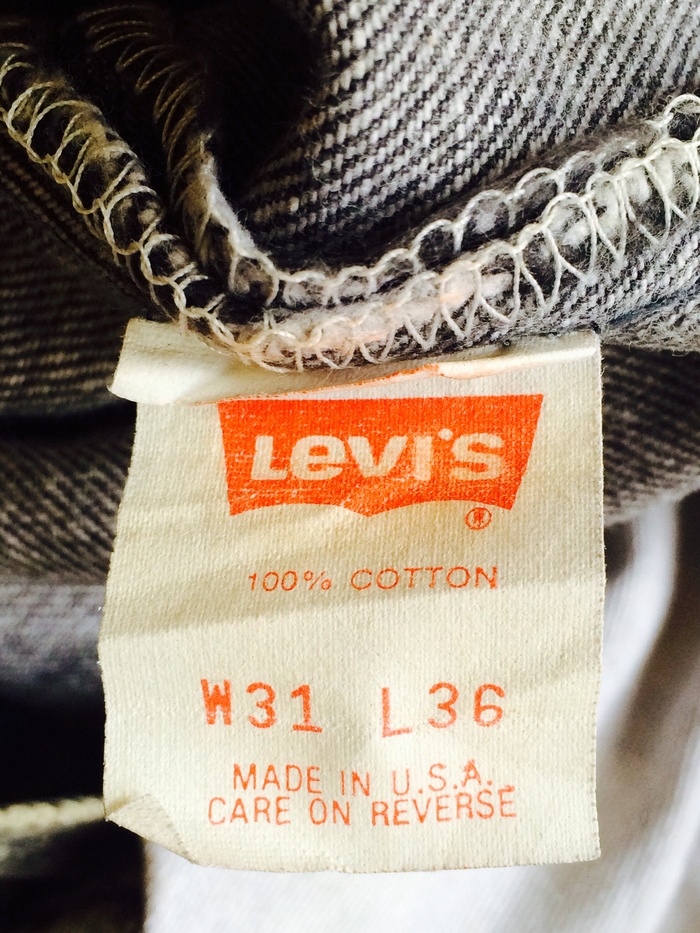 Levi's
®
100% COTTON
W31 L36
MADE IN U.S.A.
CARE ON REVERSE